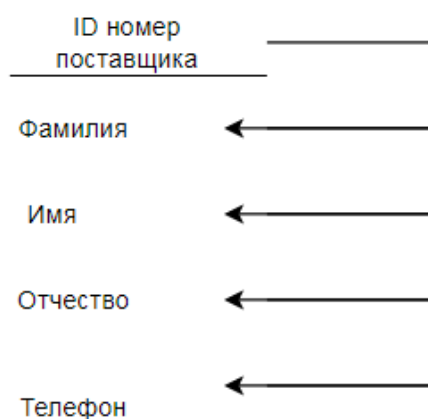 ID номер
поставщика
Фамилия
Имя
Отчество
Телефон